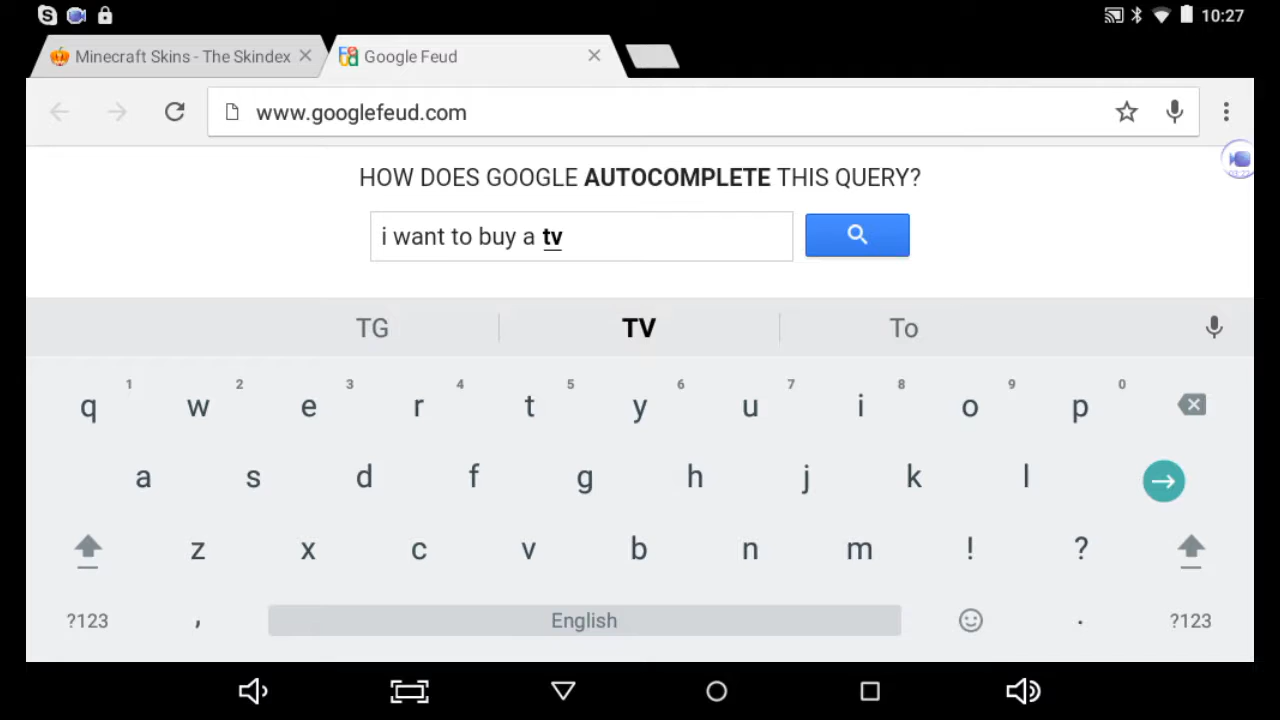 10:27
Minecraft Skins - The Skindex
Google Feud
www.googlefeud.com
HOW DOES GOOGLE AUTOCOMPLETE THIS QUERY?
i want to buy a tv
TG TV To
1 2 3 4 5 6 7 8 9 0
q w e r t y u i o p
a s d f g h j k l
z x c v b n m ! ?
?123 , English . ?123